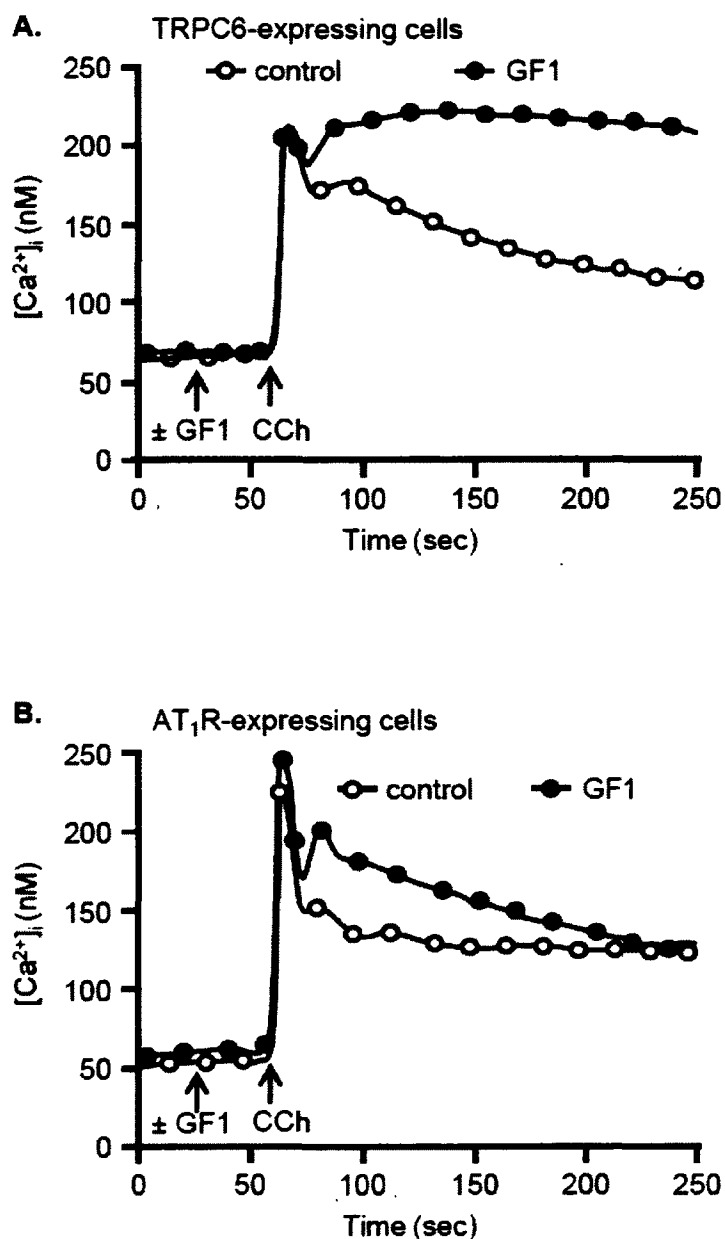 A. TRPC6-expressing cells
control GF1
250
200
150
100
50
0
[Ca²⁺]ᵢ (nM)
± GF1 CCh
0 50 100 150 200 250
Time (sec)
B. AT₁R-expressing cells
control GF1
250
200
150
100
50
0
[Ca²⁺]ᵢ (nM)
± GF1 CCh
0 50 100 150 200 250
Time (sec)